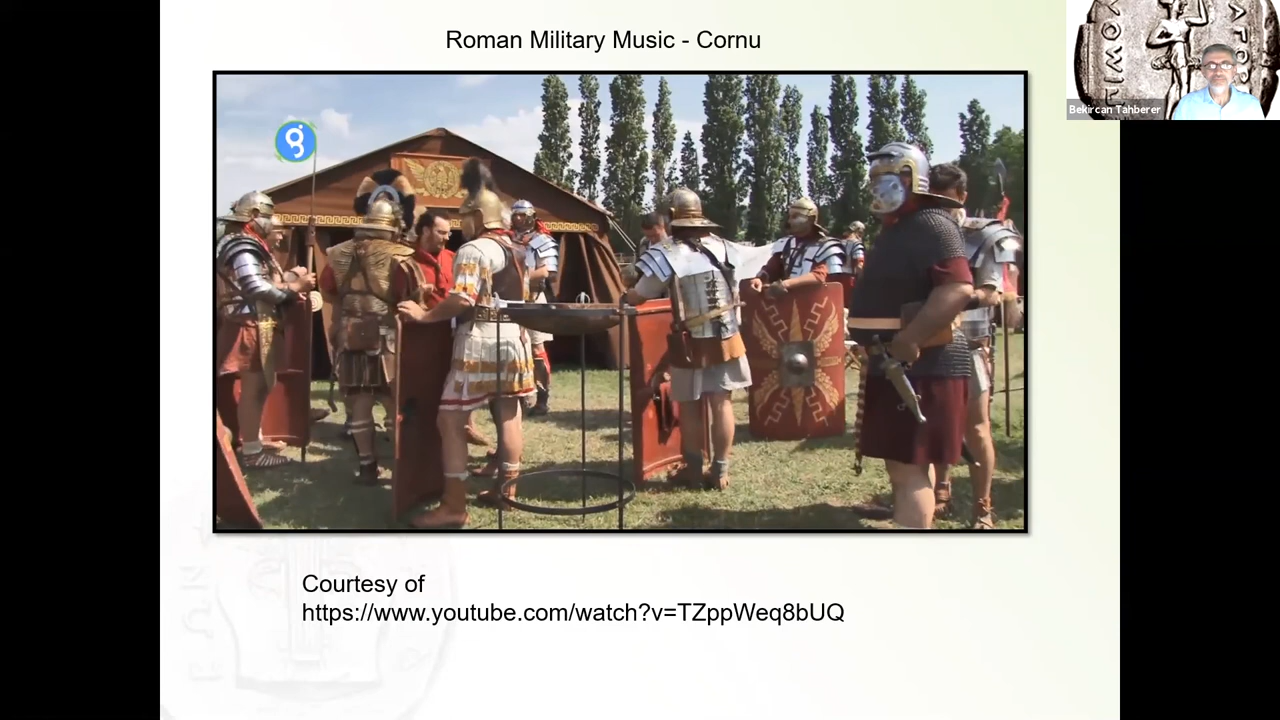 Roman Military Music - Cornu
Bekircan Tahberer
Courtesy of
https://www.youtube.com/watch?v=TZppWeq8bUQ